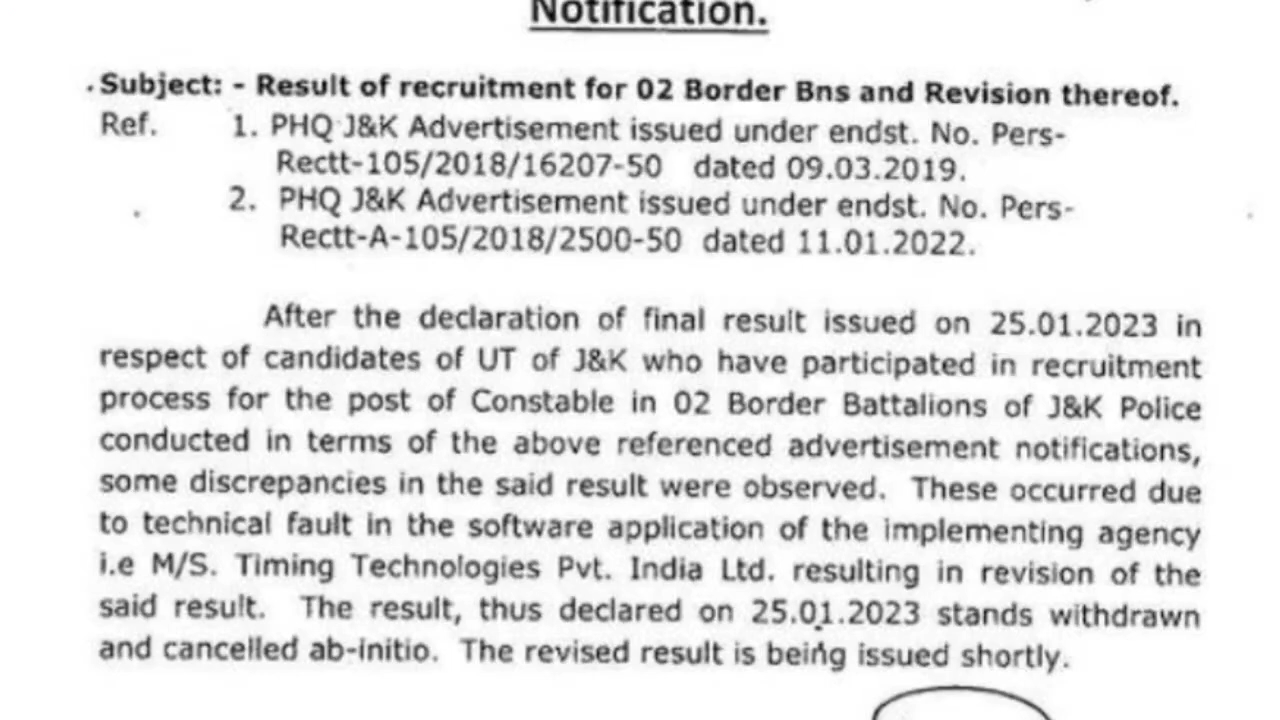 Notification.
Subject: - Result of recruitment for 02 Border Bns and Revision thereof.
Ref. 1. PHQ J&K Advertisement issued under endst. No. Pers-
Rectt-105/2018/16207-50 dated 09.03.2019.
2. PHQ J&K Advertisement issued under endst. No. Pers-
Rectt-A-105/2018/2500-50 dated 11.01.2022.
After the declaration of final result issued on 25.01.2023 in
respect of candidates of UT of J&K who have participated in recruitment
process for the post of Constable in 02 Border Battalions of J&K Police
conducted in terms of the above referenced advertisement notifications,
some discrepancies in the said result were observed. These occurred due
to technical fault in the software application of the implementing agency
i.e M/S. Timing Technologies Pvt. India Ltd. resulting in revision of the
said result. The result, thus declared on 25.01.2023 stands withdrawn
and cancelled ab-initio. The revised result is being issued shortly.